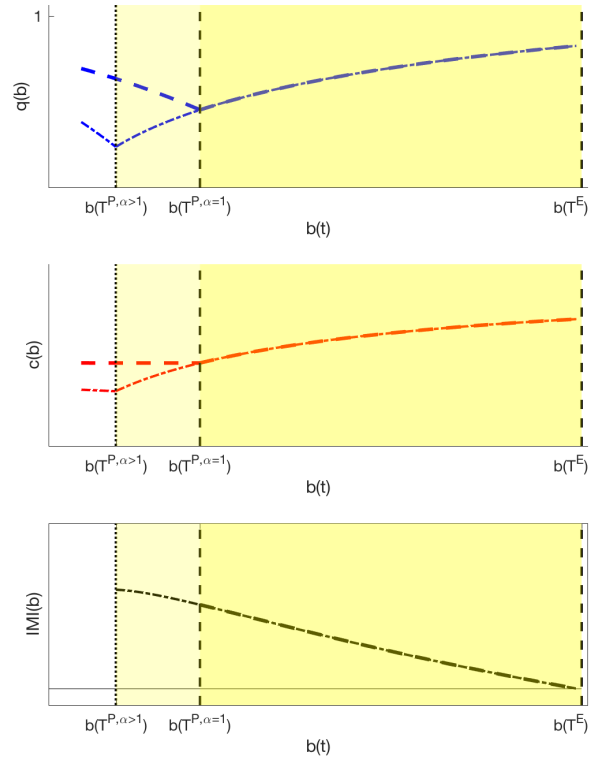 1
q(b)
b(T^P,α>1) b(T^P,α=1) b(T^E)
b(t)
c(b)
b(T^P,α>1) b(T^P,α=1) b(T^E)
b(t)
IMI(b)
b(T^P,α>1) b(T^P,α=1) b(T^E)
b(t)